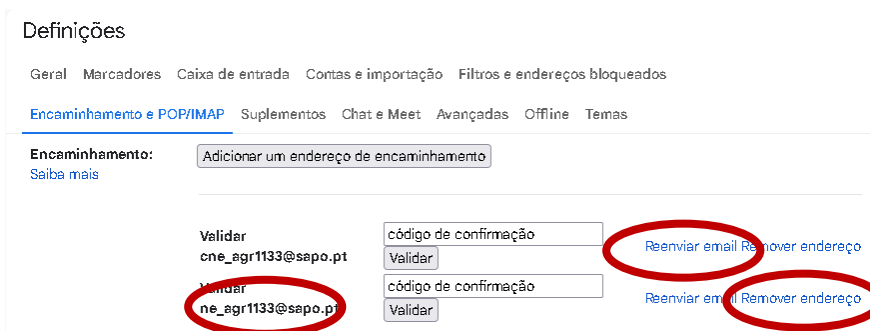 Definições
Geral Marcadores Caixa de entrada Contas e importação Filtros e endereços bloqueados
Encaminhamento e POP/IMAP Suplementos Chat e Meet Avançadas Offline Temas
Encaminhamento: Adicionar um endereço de encaminhamento
Saiba mais
Validar código de confirmação
cne_agr1133@sapo.pt Validar Reenviar email Remover endereço
Validar código de confirmação
ne_agr1133@sapo.pt Validar Reenviar email Remover endereço